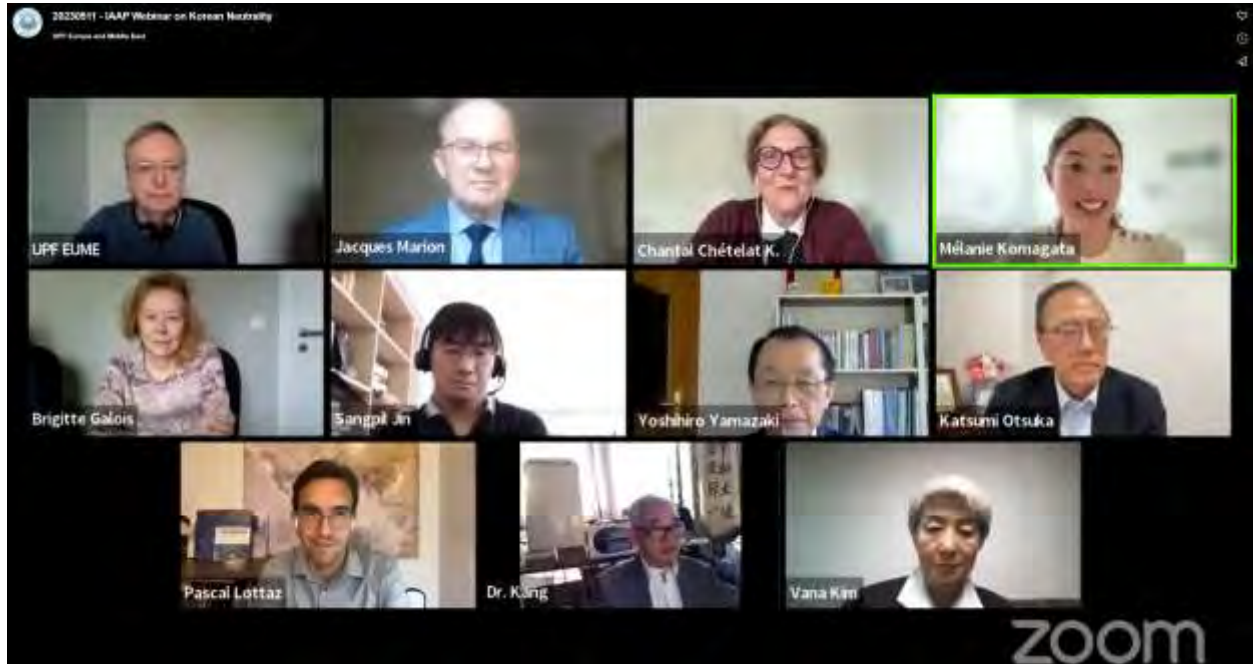 20230511 - IAAP Webinar on Korean Neutrality
UPF Europe and Middle East
UPF EUME
Jacques Marion
Chantal Chételat K.
Mélanie Komagata
Brigitte Galois
Sangpil Jin
Yoshihiro Yamazaki
Katsumi Otsuka
Pascal Lottaz
Dr. Kang
Vana Kim
zoom